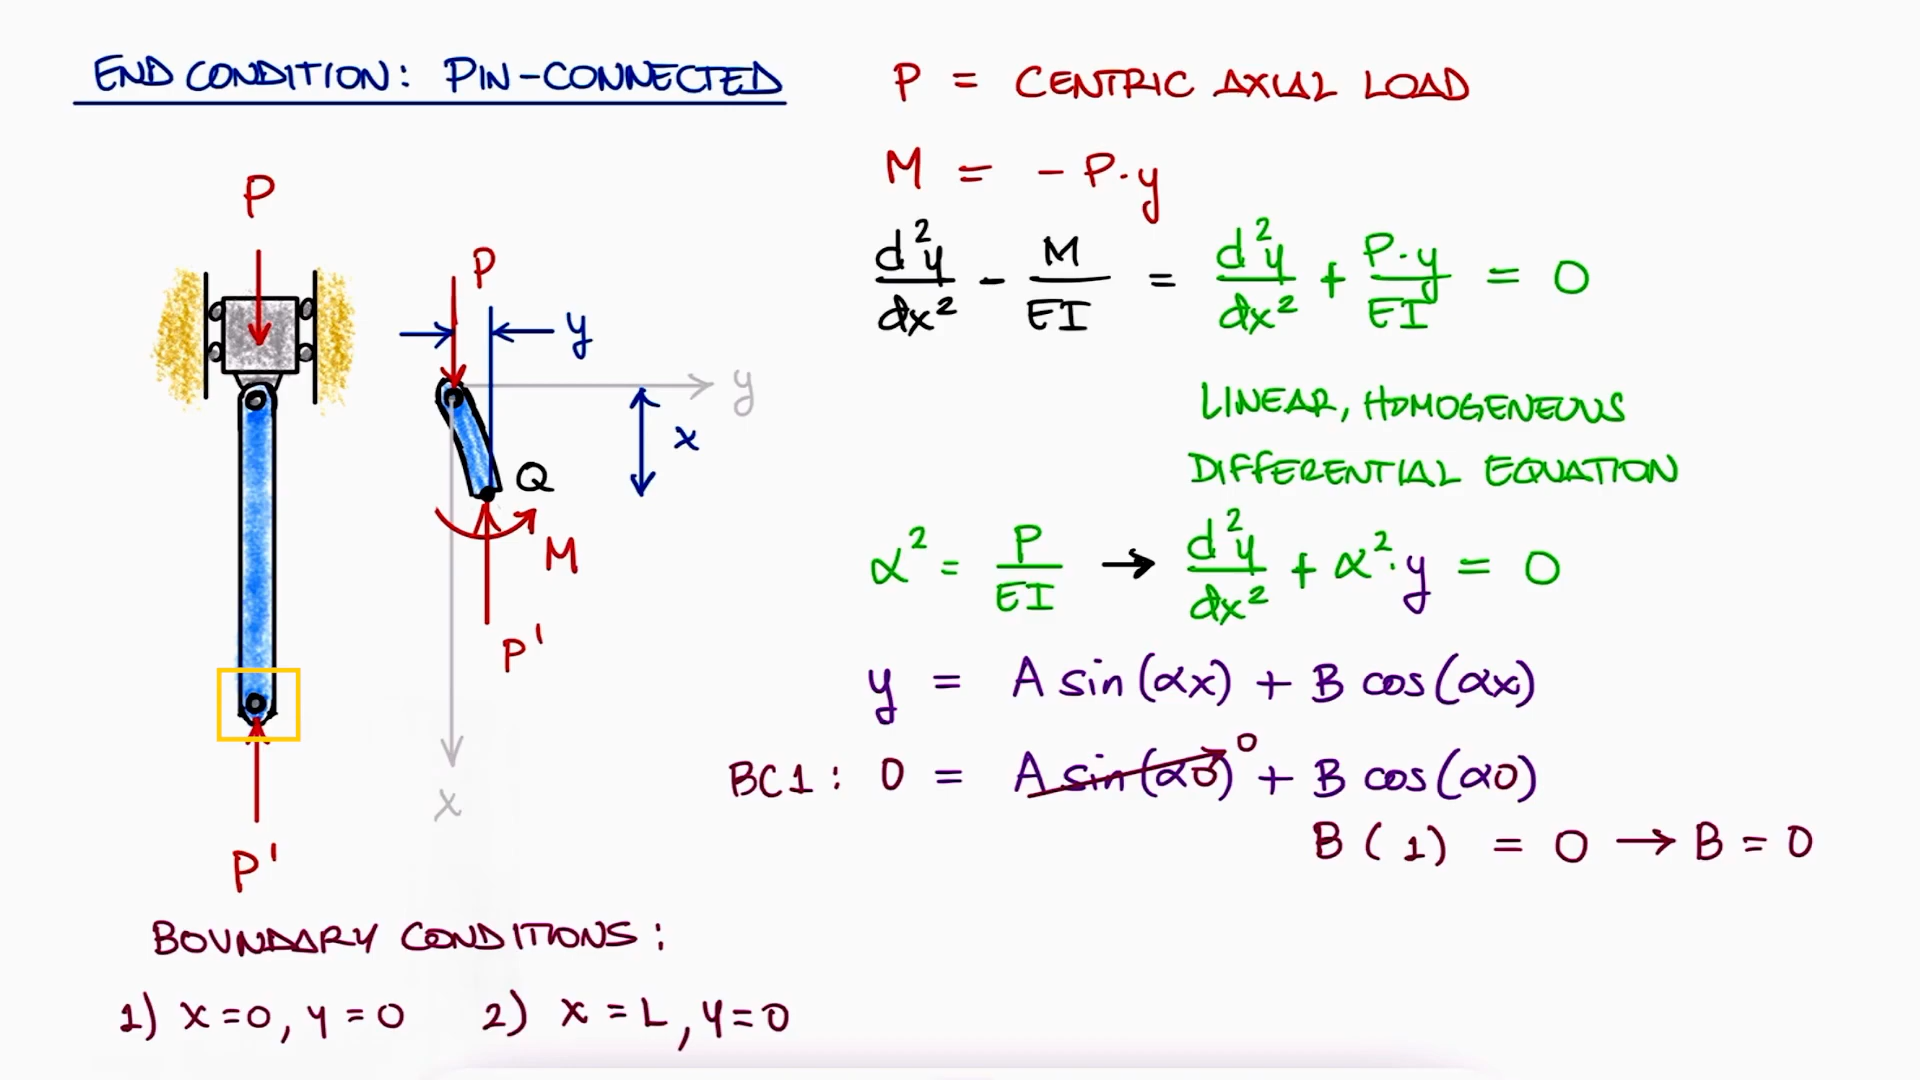 END CONDITION: PIN-CONNECTED
P
P'
P
y
y
x
Q
M
P'
x
BOUNDARY CONDITIONS:
1) x=0, y=0 2) x=L, y=0
P = CENTRIC AXIAL LOAD
M = -P·y
d²y/dx² - M/EI = d²y/dx² + P·y/EI = 0
LINEAR, HOMOGENEOUS
DIFFERENTIAL EQUATION
α² = P/EI → d²y/dx² + α²·y = 0
y = A sin(αx) + B cos(αx)
BC1: 0 = A sin(α0) 0 + B cos(α0)
B(1) = 0 → B = 0